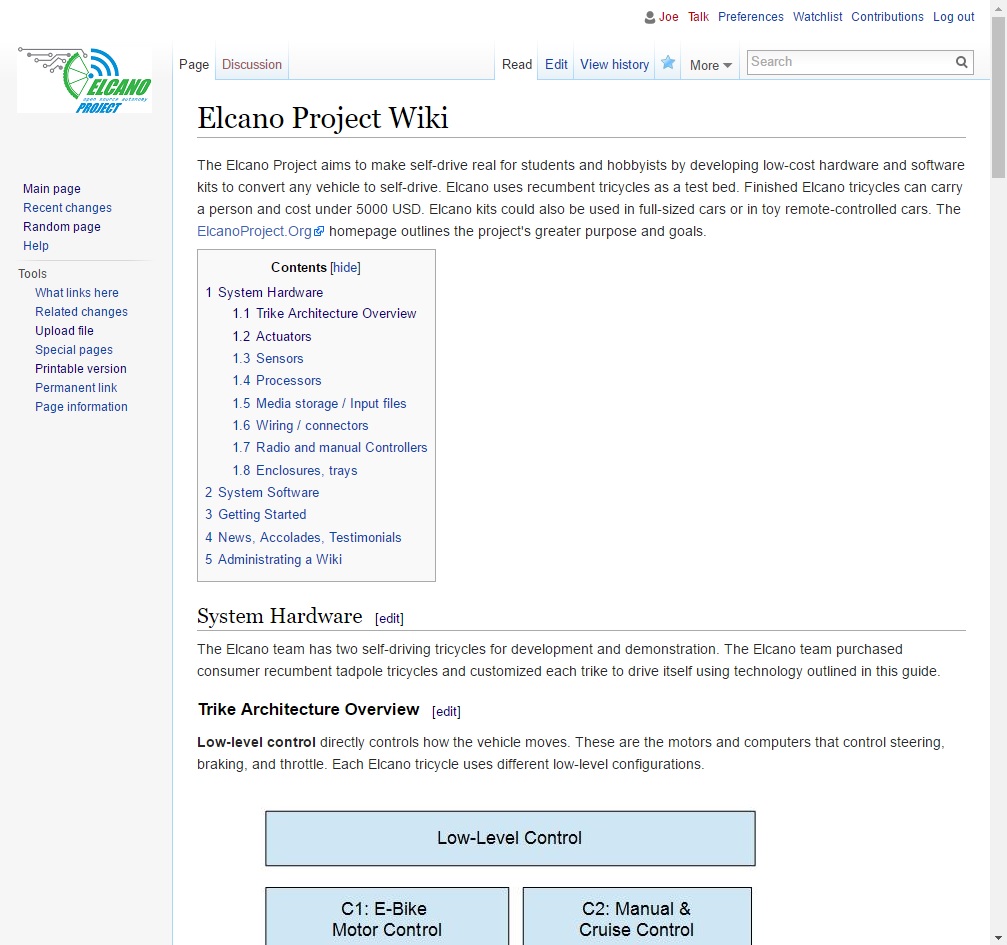 Joe Talk Preferences Watchlist Contributions Log out
ELCANO
open source autonomy
PROJECT
Page Discussion Read Edit View history More Search
Main page
Recent changes
Random page
Help
Tools
What links here
Related changes
Upload file
Special pages
Printable version
Permanent link
Page information
Elcano Project Wiki
The Elcano Project aims to make self-drive real for students and hobbyists by developing low-cost hardware and software
kits to convert any vehicle to self-drive. Elcano uses recumbent tricycles as a test bed. Finished Elcano tricycles can carry
a person and cost under 5000 USD. Elcano kits could also be used in full-sized cars or in toy remote-controlled cars. The
ElcanoProject.Org homepage outlines the project's greater purpose and goals.
Contents [hide]
1 System Hardware
1.1 Trike Architecture Overview
1.2 Actuators
1.3 Sensors
1.4 Processors
1.5 Media storage / Input files
1.6 Wiring / connectors
1.7 Radio and manual Controllers
1.8 Enclosures, trays
2 System Software
3 Getting Started
4 News, Accolades, Testimonials
5 Administrating a Wiki
System Hardware [edit]
The Elcano team has two self-driving tricycles for development and demonstration. The Elcano team purchased
consumer recumbent tadpole tricycles and customized each trike to drive itself using technology outlined in this guide.
Trike Architecture Overview [edit]
Low-level control directly controls how the vehicle moves. These are the motors and computers that control steering,
braking, and throttle. Each Elcano tricycle uses different low-level configurations.
Low-Level Control
C1: E-Bike
Motor Control
C2: Manual &
Cruise Control